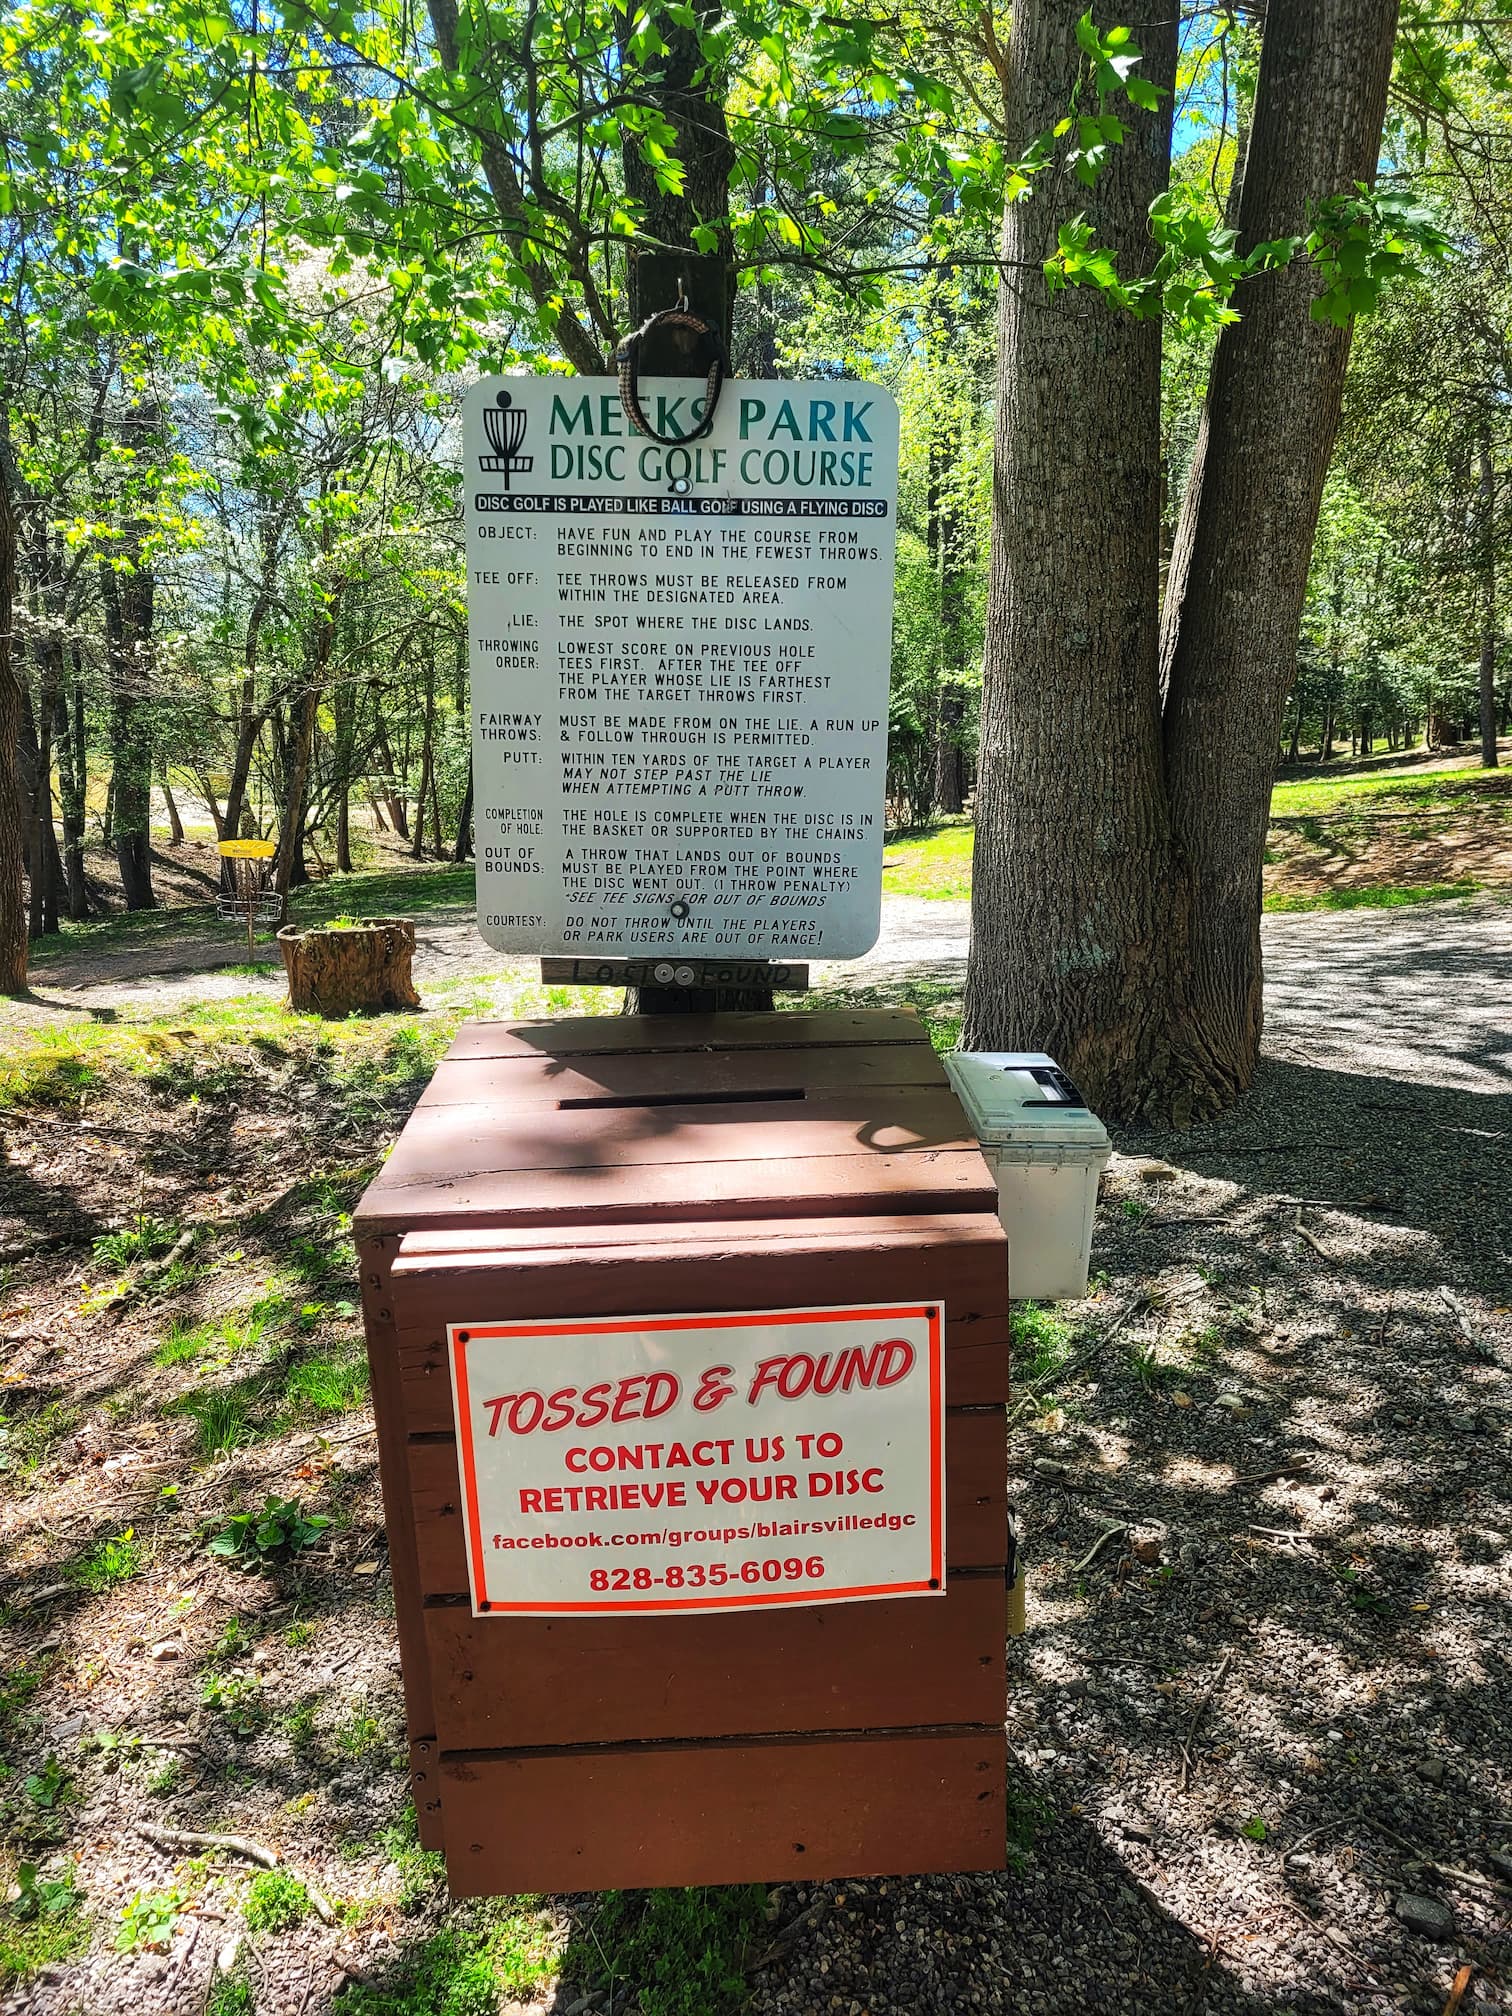 MEEKS PARK
DISC GOLF COURSE
DISC GOLF IS PLAYED LIKE BALL GOLF USING A FLYING DISC
OBJECT: HAVE FUN AND PLAY THE COURSE FROM
BEGINNING TO END IN THE FEWEST THROWS.
TEE OFF: TEE THROWS MUST BE RELEASED FROM
WITHIN THE DESIGNATED AREA.
LIE: THE SPOT WHERE THE DISC LANDS.
THROWING LOWEST SCORE ON PREVIOUS HOLE
ORDER: TEES FIRST. AFTER THE TEE OFF
THE PLAYER WHOSE LIE IS FARTHEST
FROM THE TARGET THROWS FIRST.
FAIRWAY MUST BE MADE FROM ON THE LIE. A RUN UP
THROWS: & FOLLOW THROUGH IS PERMITTED.
PUTT: WITHIN TEN YARDS OF THE TARGET A PLAYER
MAY NOT STEP PAST THE LIE
WHEN ATTEMPTING A PUTT THROW.
COMPLETION THE HOLE IS COMPLETE WHEN THE DISC IS IN
OF HOLE: THE BASKET OR SUPPORTED BY THE CHAINS.
OUT OF A THROW THAT LANDS OUT OF BOUNDS
BOUNDS: MUST BE PLAYED FROM THE POINT WHERE
THE DISC WENT OUT. (1 THROW PENALTY)
*SEE TEE SIGNS FOR OUT OF BOUNDS
COURTESY: DO NOT THROW UNTIL THE PLAYERS
OR PARK USERS ARE OUT OF RANGE!
LOST FOUND
TOSSED & FOUND
CONTACT US TO
RETRIEVE YOUR DISC
facebook.com/groups/blairsvilledgc
828-835-6096